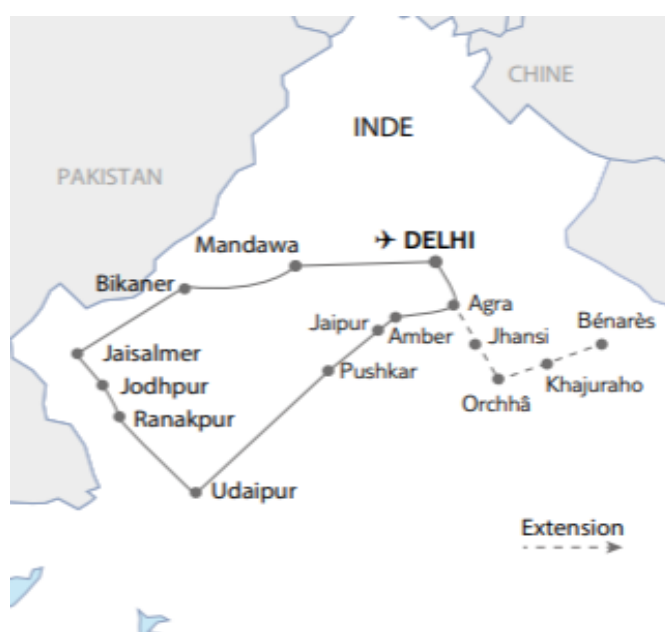 CHINE
INDE
PAKISTAN
✈ DELHI
Mandawa
Bikaner
Agra
Jaipur
Amber
Jhansi
Bénarès
Jaisalmer
Pushkar
Khajuraho
Jodhpur
Orchhâ
Ranakpur
Udaipur
Extension